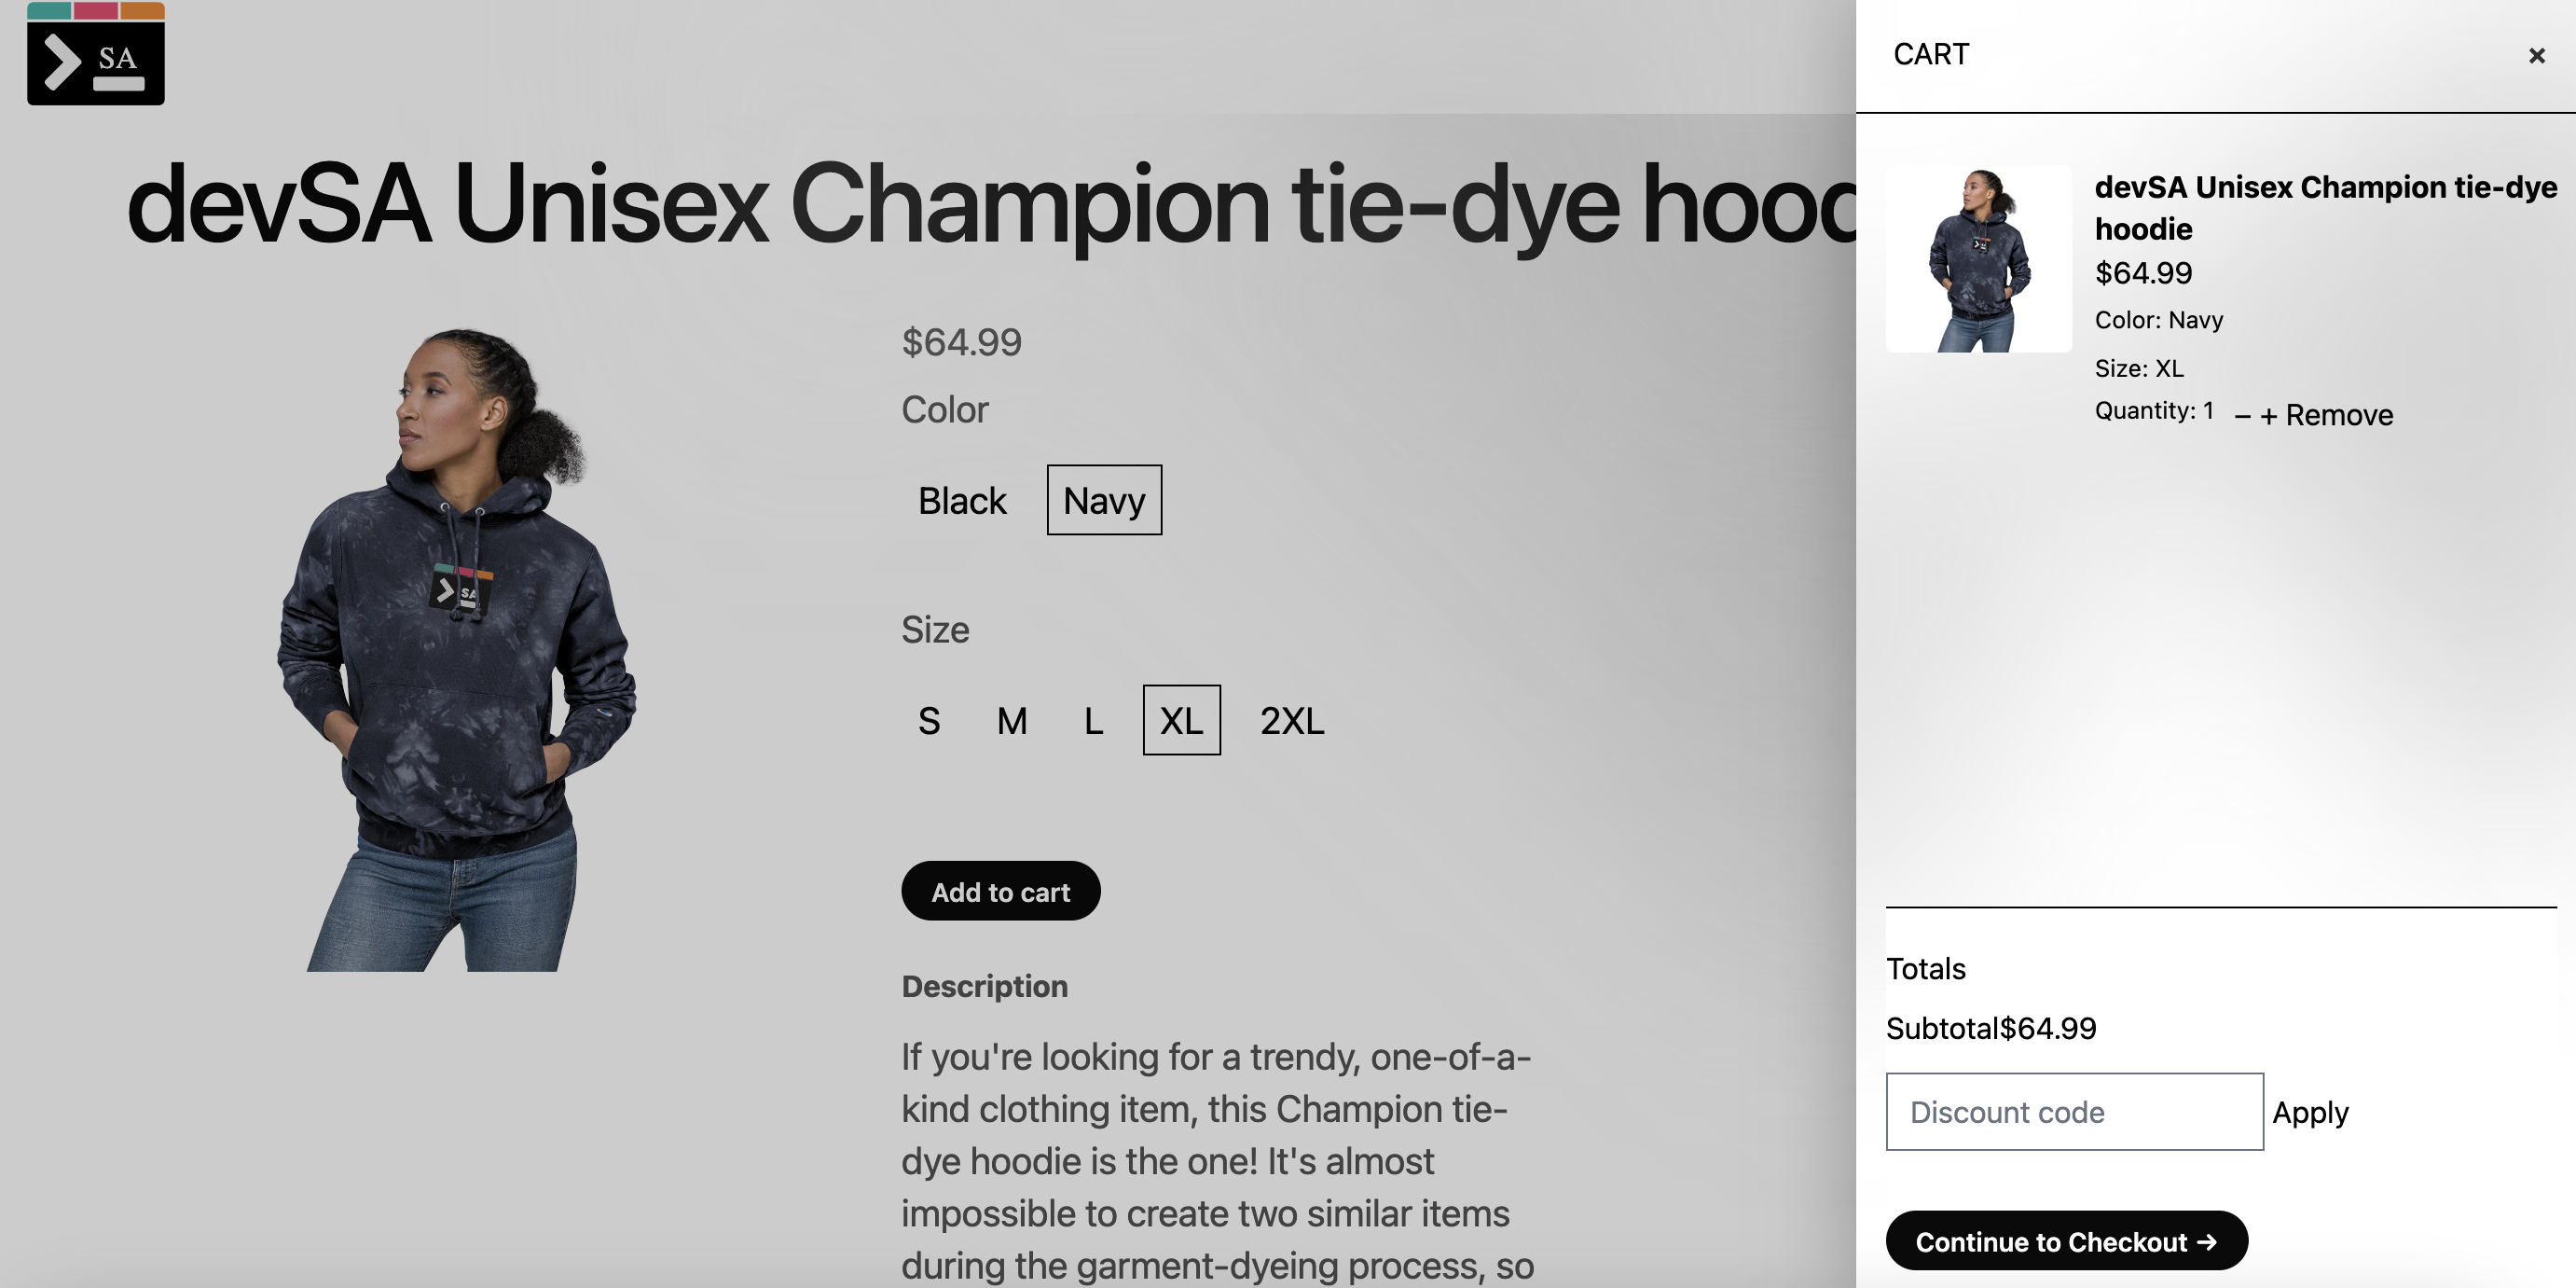 SA
devSA Unisex Champion tie-dye
$64.99
Color
Black Navy
Size
S M L XL 2XL
Add to cart
Description
If you're looking for a trendy, one-of-a-
kind clothing item, this Champion tie-
dye hoodie is the one! It's almost
impossible to create two similar items
during the garment-dyeing process, so
SA
CART ×
devSA Unisex Champion tie-dye
hoodie
$64.99
Color: Navy
Size: XL
Quantity: 1 – + Remove
Totals
Subtotal$64.99
Discount code Apply
Continue to Checkout →